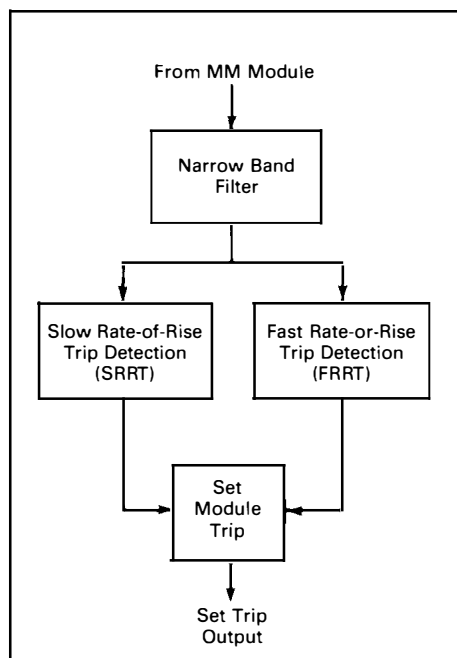 From MM Module
Narrow Band
Filter
Slow Rate-of-Rise
Trip Detection
(SRRT)
Fast Rate-or-Rise
Trip Detection
(FRRT)
Set
Module
Trip
Set Trip
Output